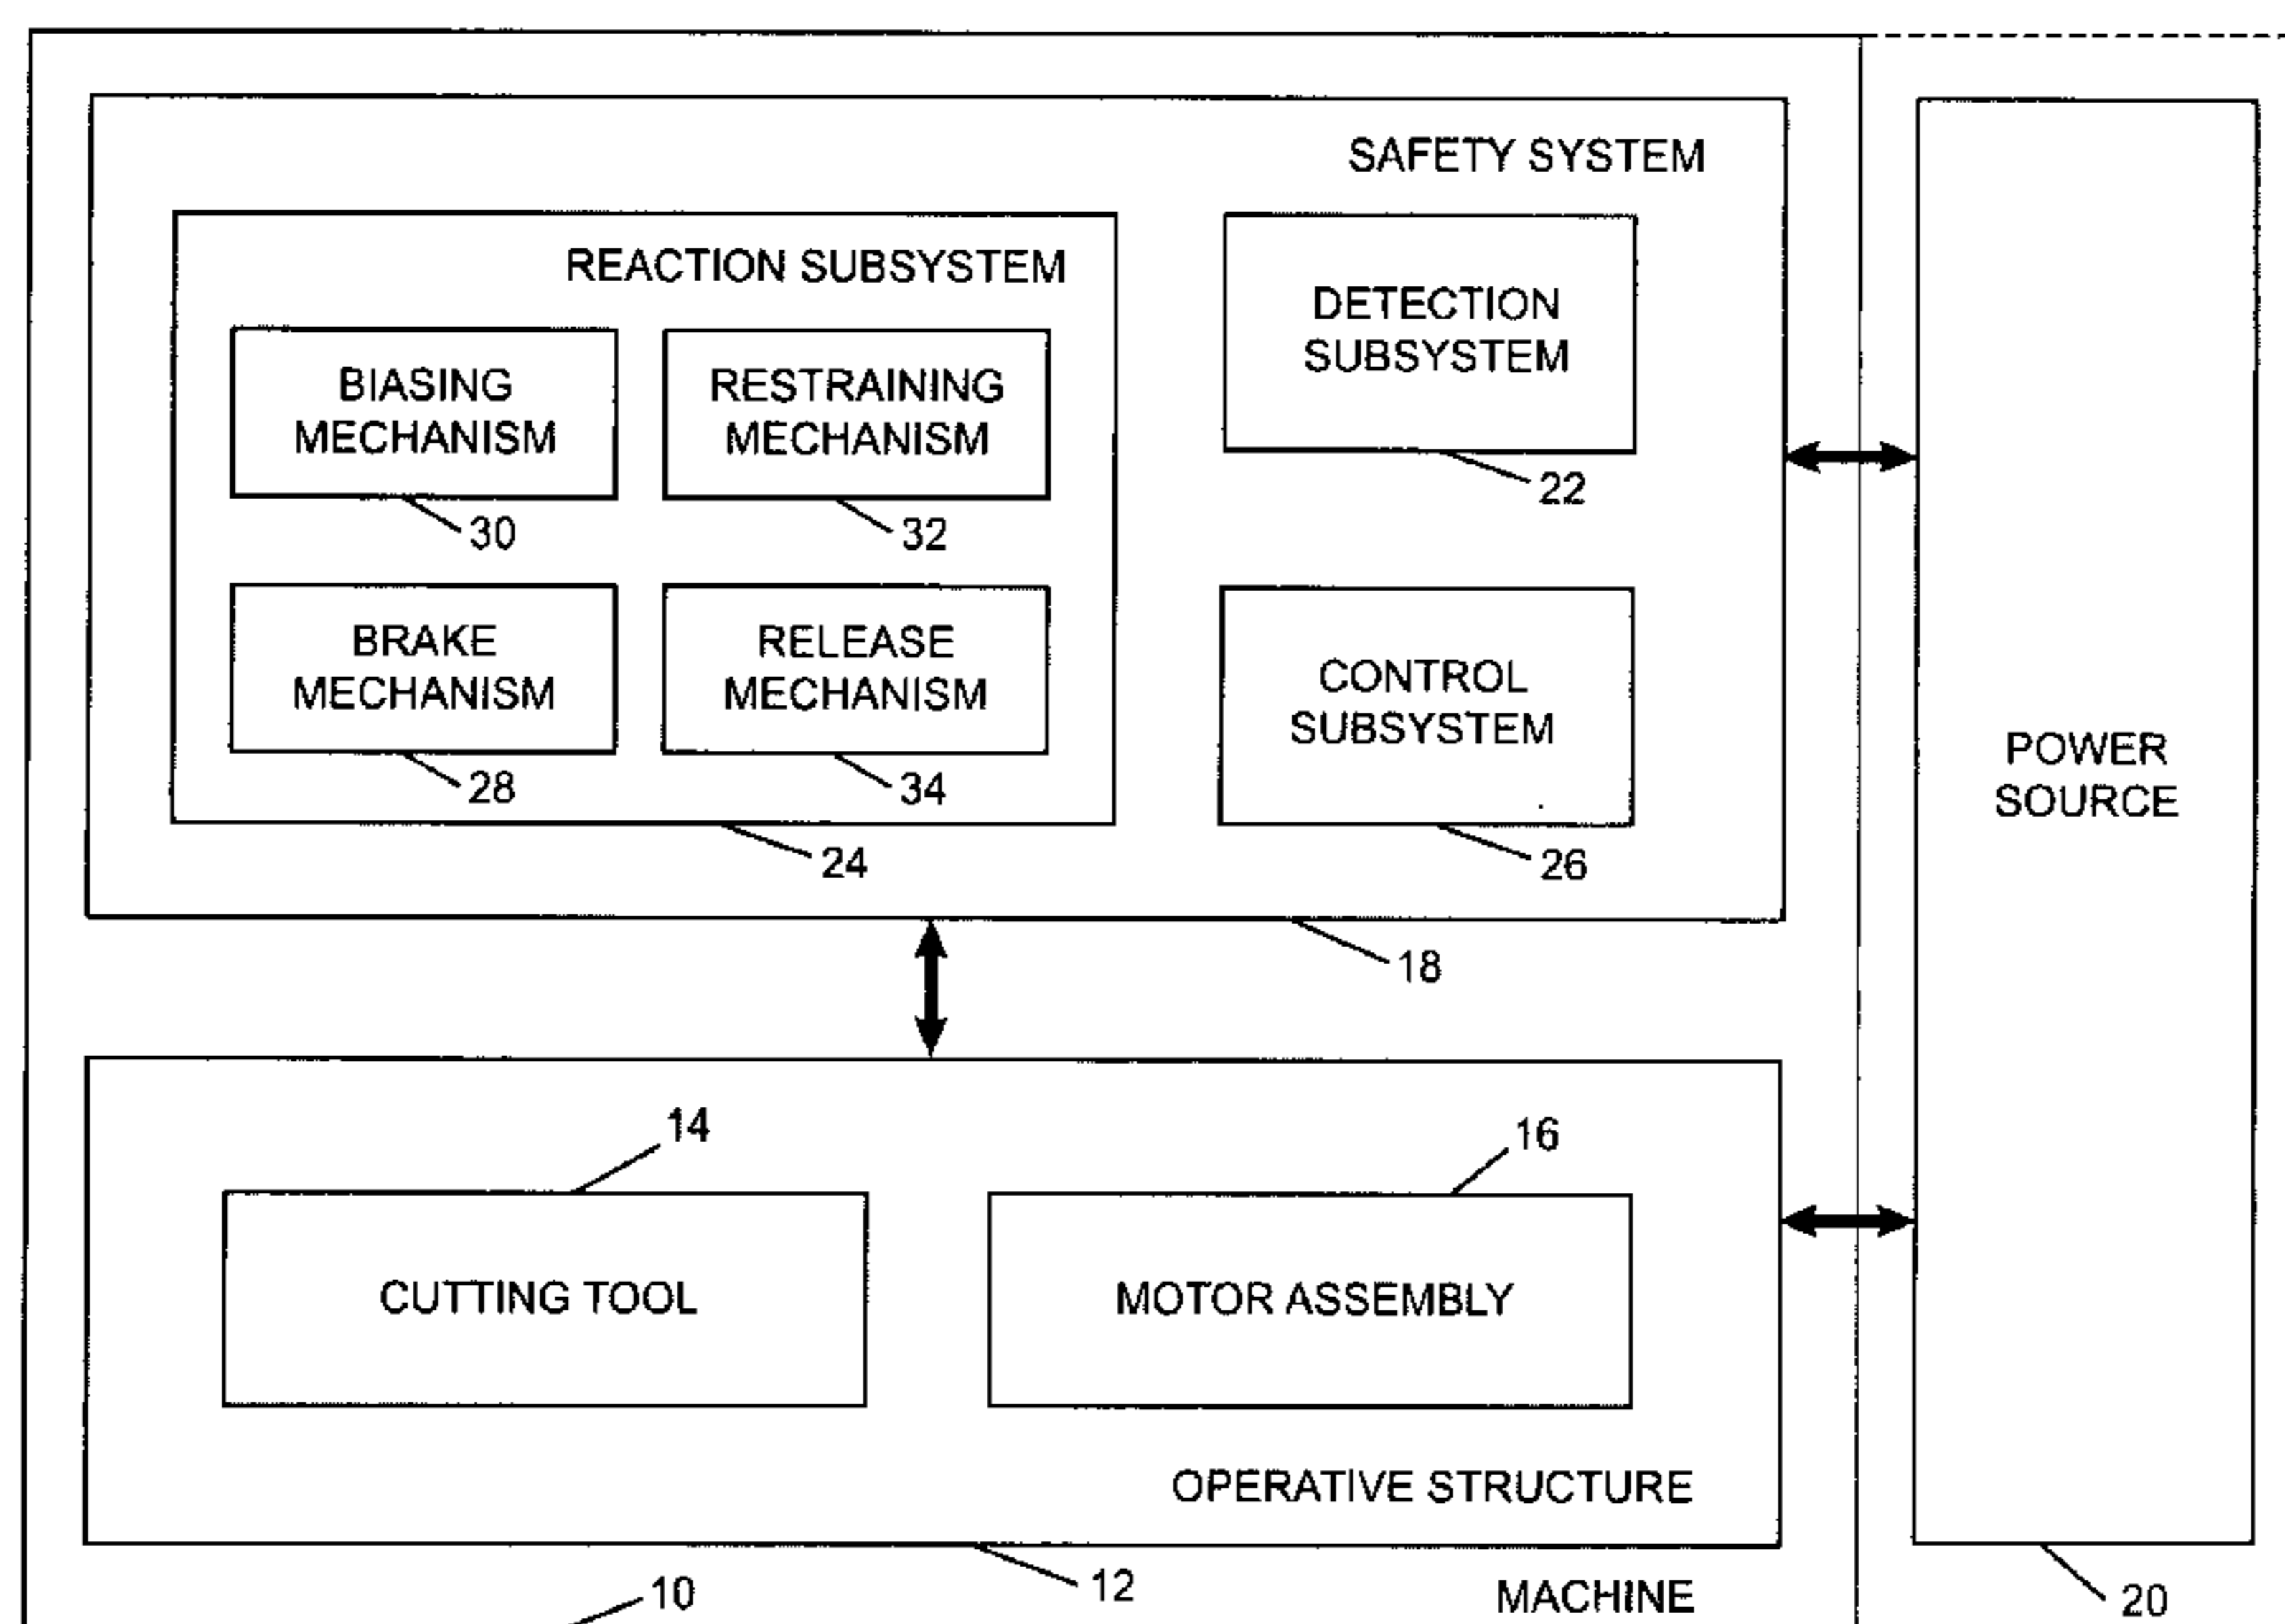 SAFETY SYSTEM
REACTION SUBSYSTEM
BIASING
MECHANISM
30
RESTRAINING
MECHANISM
32
BRAKE
MECHANISM
28
RELEASE
MECHANISM
34
24
DETECTION
SUBSYSTEM
22
CONTROL
SUBSYSTEM
26
18
POWER
SOURCE
14
CUTTING TOOL
16
MOTOR ASSEMBLY
OPERATIVE STRUCTURE
12
10
MACHINE
20